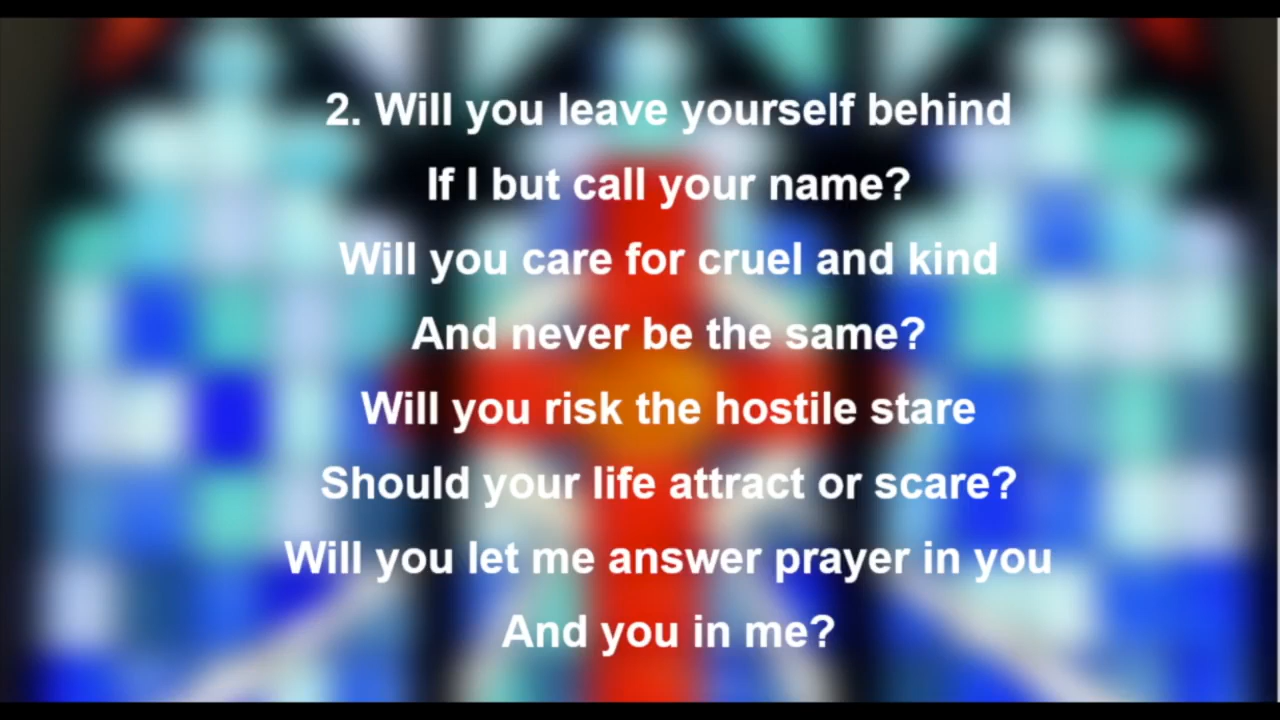 2. Will you leave yourself behind
If I but call your name?
Will you care for cruel and kind
And never be the same?
Will you risk the hostile stare
Should your life attract or scare?
Will you let me answer prayer in you
And you in me?